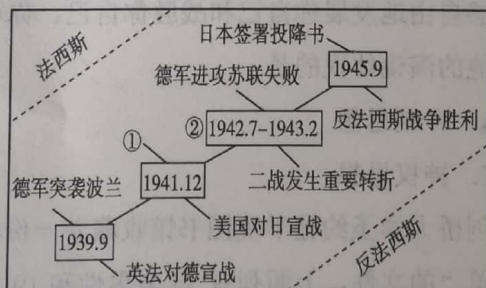 法西斯
日本签署投降书
1945.9
德军进攻苏联失败
②
1942.7-1943.2
反法西斯战争胜利
①
1941.12
二战发生重要转折
德军突袭波兰
美国对日宣战
1939.9
英法对德宣战
反法西斯